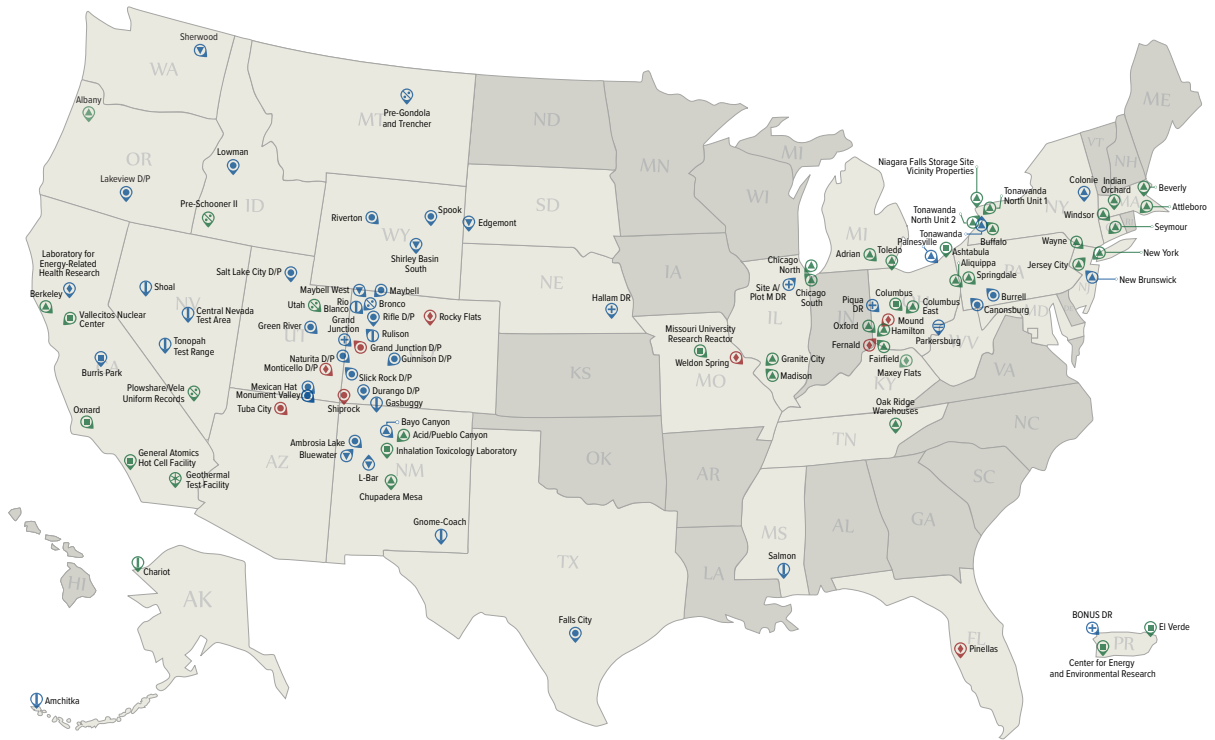 Sherwood
WA
Albany
OR
Lakeview D/P
Lowman
Pre-Schooner II
ID
MT
Pre-Gondola
and Trencher
ND
MN
WI
MI
SD
Riverton
Spook
Edgemont
WY
Shirley Basin
South
Laboratory for
Energy-Related
Health Research
Berkeley
Vallecitos Nuclear
Center
Shoal
NV
Central Nevada
Test Area
Tonopah
Test Range
Burris Park
CA
Plowshare/Vela
Uniform Records
Oxnard
General Atomics
Hot Cell Facility
Geothermal
Test Facility
Salt Lake City D/P
Utah
UT
Green River
Maybell West
Maybell
Rio
Blanco
Bronco
Rifle D/P
Rocky Flats
Grand
Junction
Rulison
Grand Junction D/P
Naturita D/P
Gunnison D/P
Monticello D/P
Slick Rock D/P
Mexican Hat
Monument Valley
Durango D/P
Tuba City
Shiprock
Gasbuggy
AZ
Bayo Canyon
Ambrosia Lake
Acid/Pueblo Canyon
Bluewater
Inhalation Toxicology Laboratory
L-Bar
NM
Chupadera Mesa
Gnome-Coach
NE
Hallam DR
KS
OK
TX
Falls City
IA
MO
Missouri University
Research Reactor
Weldon Spring
Granite City
Madison
AR
LA
MS
Salmon
AL
GA
SC
NC
TN
Oak Ridge
Warehouses
KY
Maxey Flats
VA
WV
IL
Chicago
North
Site A/
Plot M DR
Chicago
South
IN
MI
Adrian
Toledo
Piqua
DR
Columbus
Columbus
East
Oxford
Mound
Hamilton
Fernald
Fairfield
Parkersburg
Painesville
Ashtabula
Aliquippa
Springdale
Burrell
Canonsburg
PA
MD
NJ
Niagara Falls Storage Site
Vicinity Properties
Tonawanda
North Unit 1
Tonawanda
North Unit 2
Tonawanda
Buffalo
NY
Colonie
Indian
Orchard
VT
NH
ME
MA
Beverly
Attleboro
Windsor
Seymour
Wayne
New York
Jersey City
New Brunswick
FL
Pinellas
BONUS DR
El Verde
PR
Center for Energy
and Environmental Research
HI
Chariot
AK
Amchitka